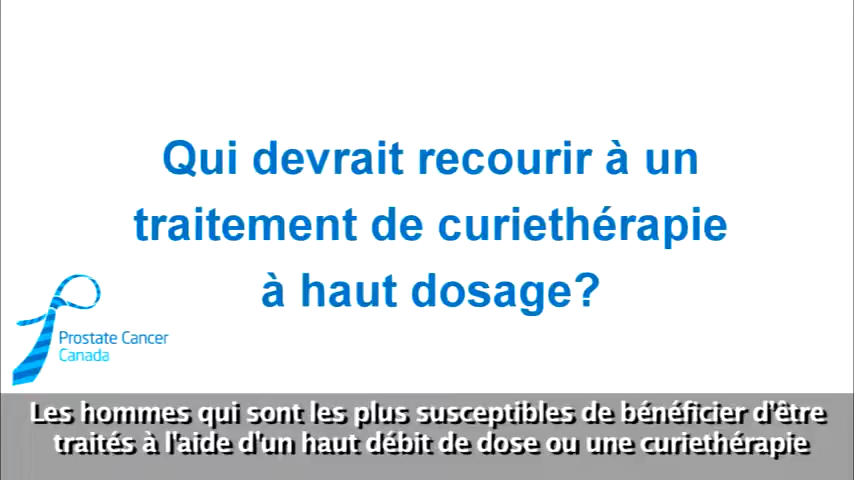 Qui devrait recourir à un
traitement de curiethérapie
à haut dosage?
Prostate Cancer
Canada
Les hommes qui sont les plus susceptibles de bénéficier d'être
traités à l'aide d'un haut débit de dose ou une curiethérapie